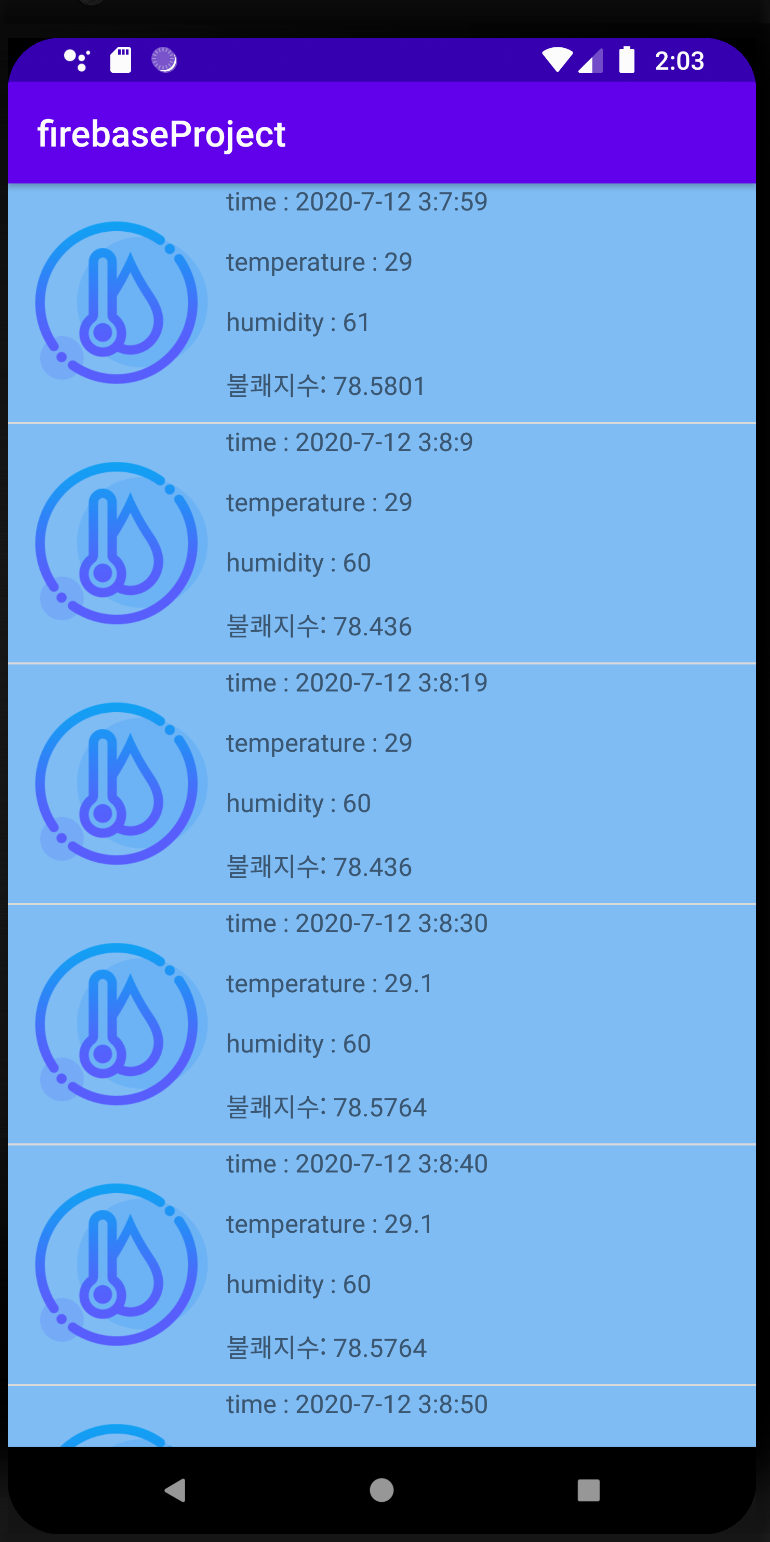 2:03
firebaseProject
time : 2020-7-12 3:7:59
temperature : 29
humidity : 61
불쾌지수: 78.5801
time : 2020-7-12 3:8:9
temperature : 29
humidity : 60
불쾌지수: 78.436
time : 2020-7-12 3:8:19
temperature : 29
humidity : 60
불쾌지수: 78.436
time : 2020-7-12 3:8:30
temperature : 29.1
humidity : 60
불쾌지수: 78.5764
time : 2020-7-12 3:8:40
temperature : 29.1
humidity : 60
불쾌지수: 78.5764
time : 2020-7-12 3:8:50